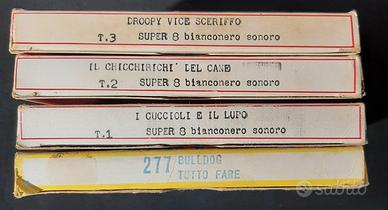 DROOPY VICE SCERIFFO
T.3 SUPER 8 bianconero sonoro
IL CHICCHIRICHI' DEL CANE
T.2 SUPER 8 bianconero sonoro
I CUCCIOLI E IL LUPO
T.1 SUPER 8 bianconero sonoro
277/ BULLDOG
TUTTO FARE
subito